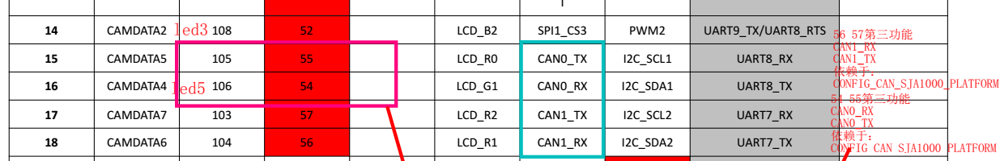 14 CAMDATA2 led3 108 52 LCD_B2 SPI1_CS3 PWM2 UART9_TX/UART8_RTS
56 57第三功能
15 CAMDATA5 105 55 LCD_R0 CAN0_TX I2C_SCL1 UART8_RX
CAN1_RX
CAN1_TX
依赖于:
16 CAMDATA4 led5 106 54 LCD_G1 CAN0_RX I2C_SDA1 UART8_TX
CONFIG_CAN_SJA1000_PLATFORM
54 55第三功能
17 CAMDATA7 103 57 LCD_R2 CAN1_TX I2C_SCL2 UART7_RX
CAN0_RX
CAN0_TX
依赖于:
18 CAMDATA6 104 56 LCD_R1 CAN1_RX I2C_SDA2 UART7_TX
CONFIG CAN SJA1000 PLATFORM